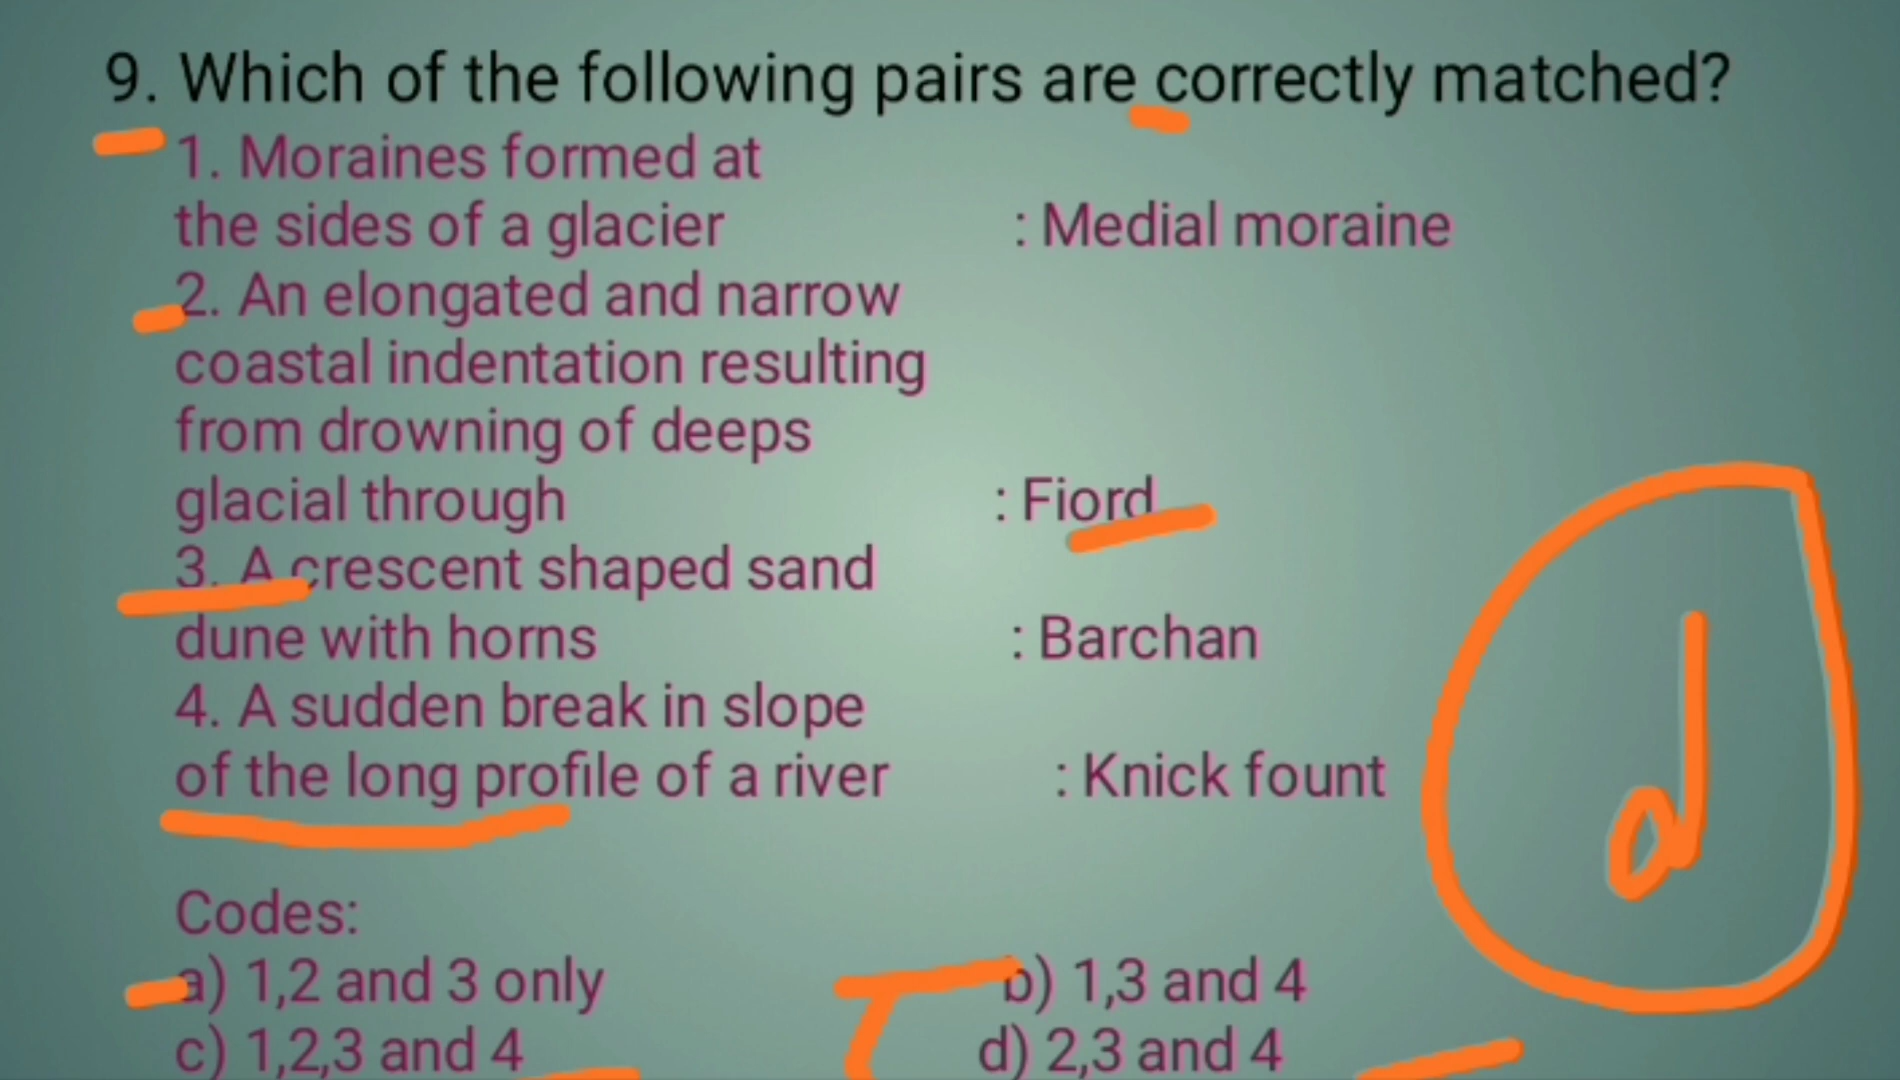 9. Which of the following pairs are correctly matched?
1. Moraines formed at
the sides of a glacier : Medial moraine
2. An elongated and narrow
coastal indentation resulting
from drowning of deeps
glacial through : Fiord
3. A crescent shaped sand
dune with horns : Barchan
4. A sudden break in slope
of the long profile of a river : Knick fount
d
Codes:
a) 1,2 and 3 only b) 1,3 and 4
c) 1,2,3 and 4 d) 2,3 and 4